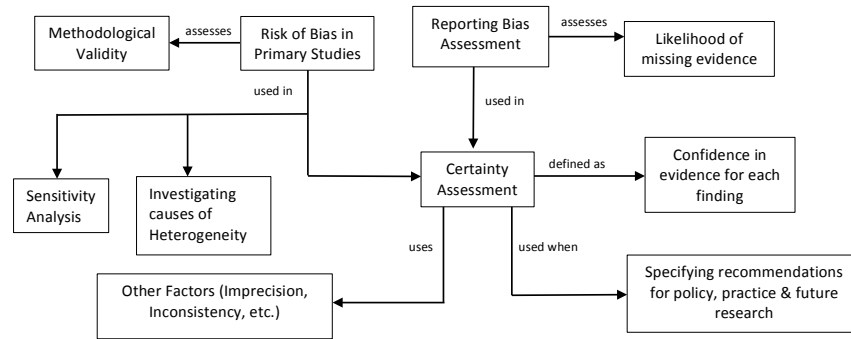 Methodological
Validity
assesses
Risk of Bias in
Primary Studies
Reporting Bias
Assessment
assesses
Likelihood of
missing evidence
used in
used in
Sensitivity
Analysis
Investigating
causes of
Heterogeneity
Certainty
Assessment
defined as
Confidence in
evidence for each
finding
uses
used when
Other Factors (Imprecision,
Inconsistency, etc.)
Specifying recommendations
for policy, practice & future
research